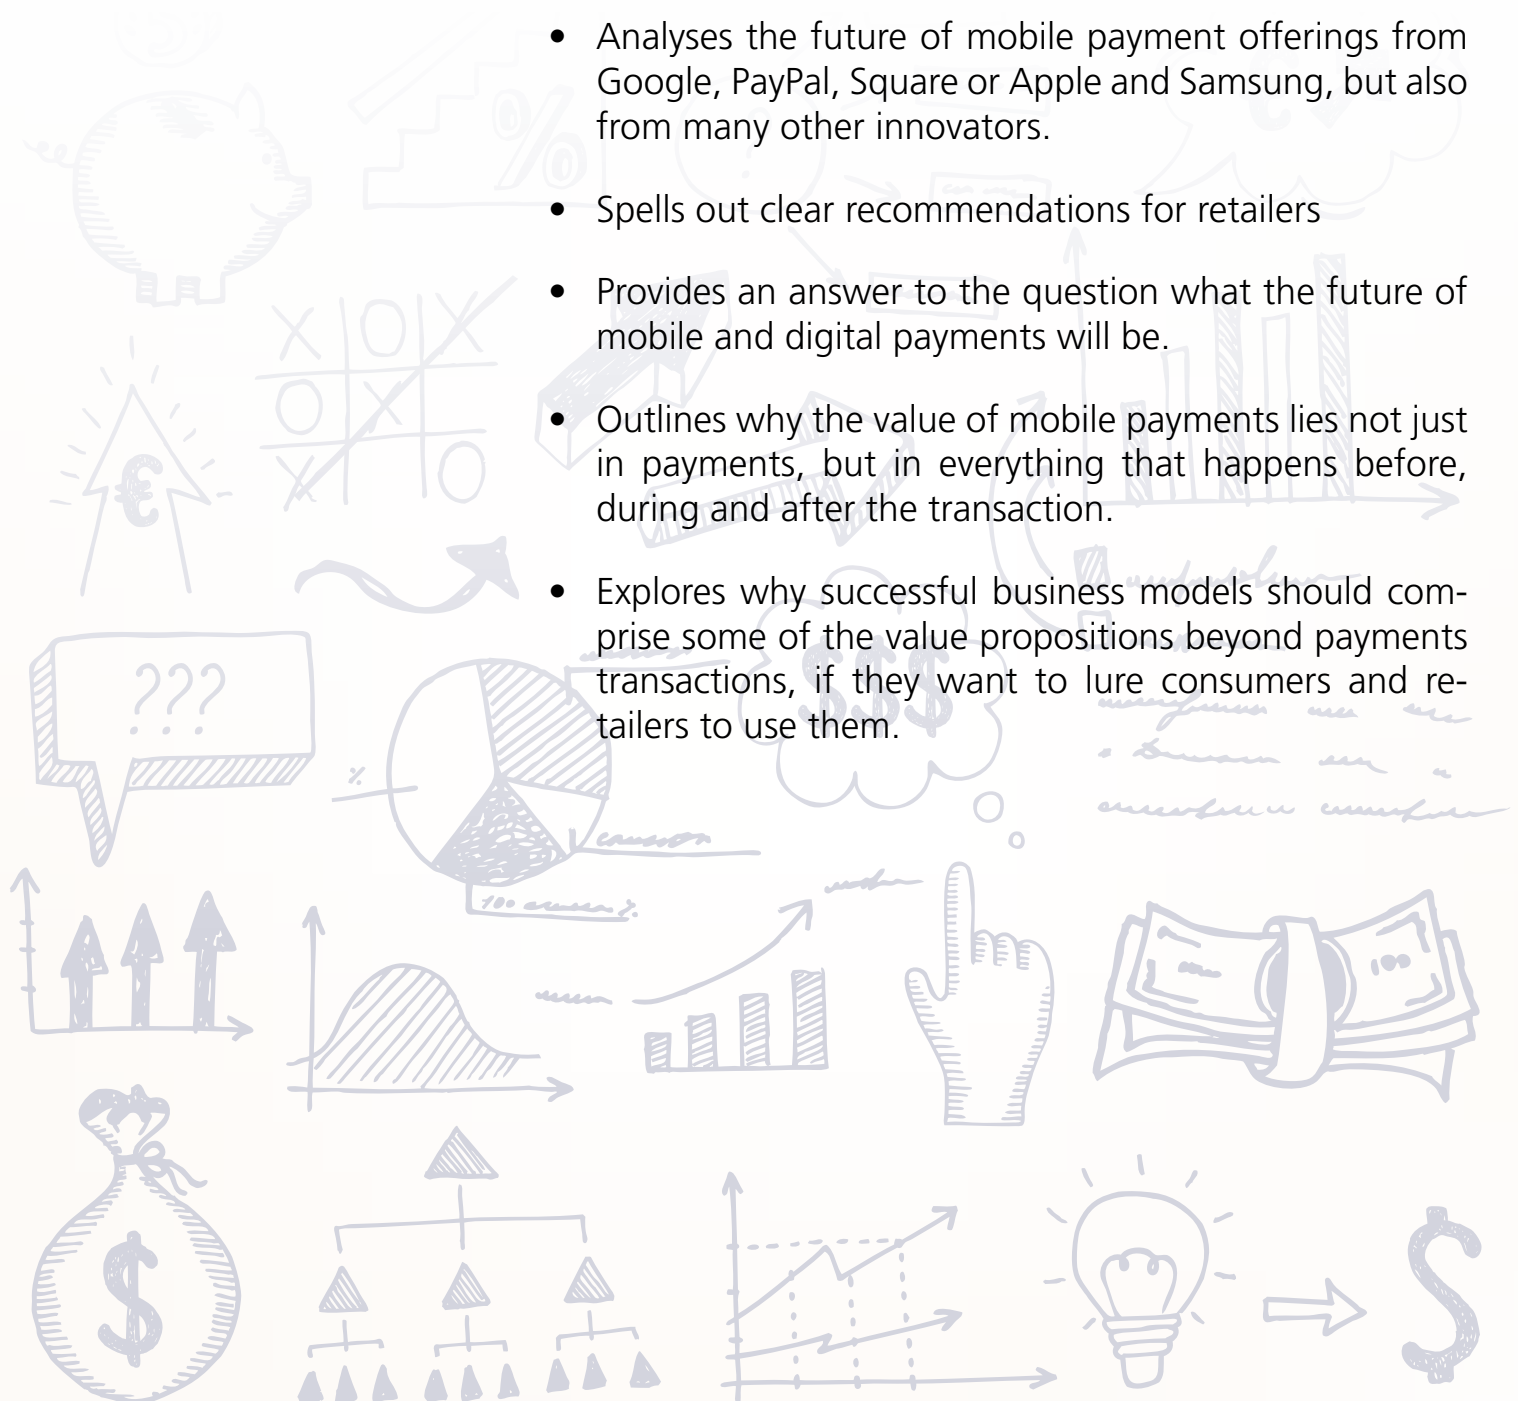 • Analyses the future of mobile payment offerings from
Google, PayPal, Square or Apple and Samsung, but also
from many other innovators.
• Spells out clear recommendations for retailers
• Provides an answer to the question what the future of
mobile and digital payments will be.
• Outlines why the value of mobile payments lies not just
in payments, but in everything that happens before,
during and after the transaction.
• Explores why successful business models should com-
prise some of the value propositions beyond payments
transactions, if they want to lure consumers and re-
tailers to use them.
%
€
X O X
O X
X O
€
???
$$$
%
100
%
100
$
$